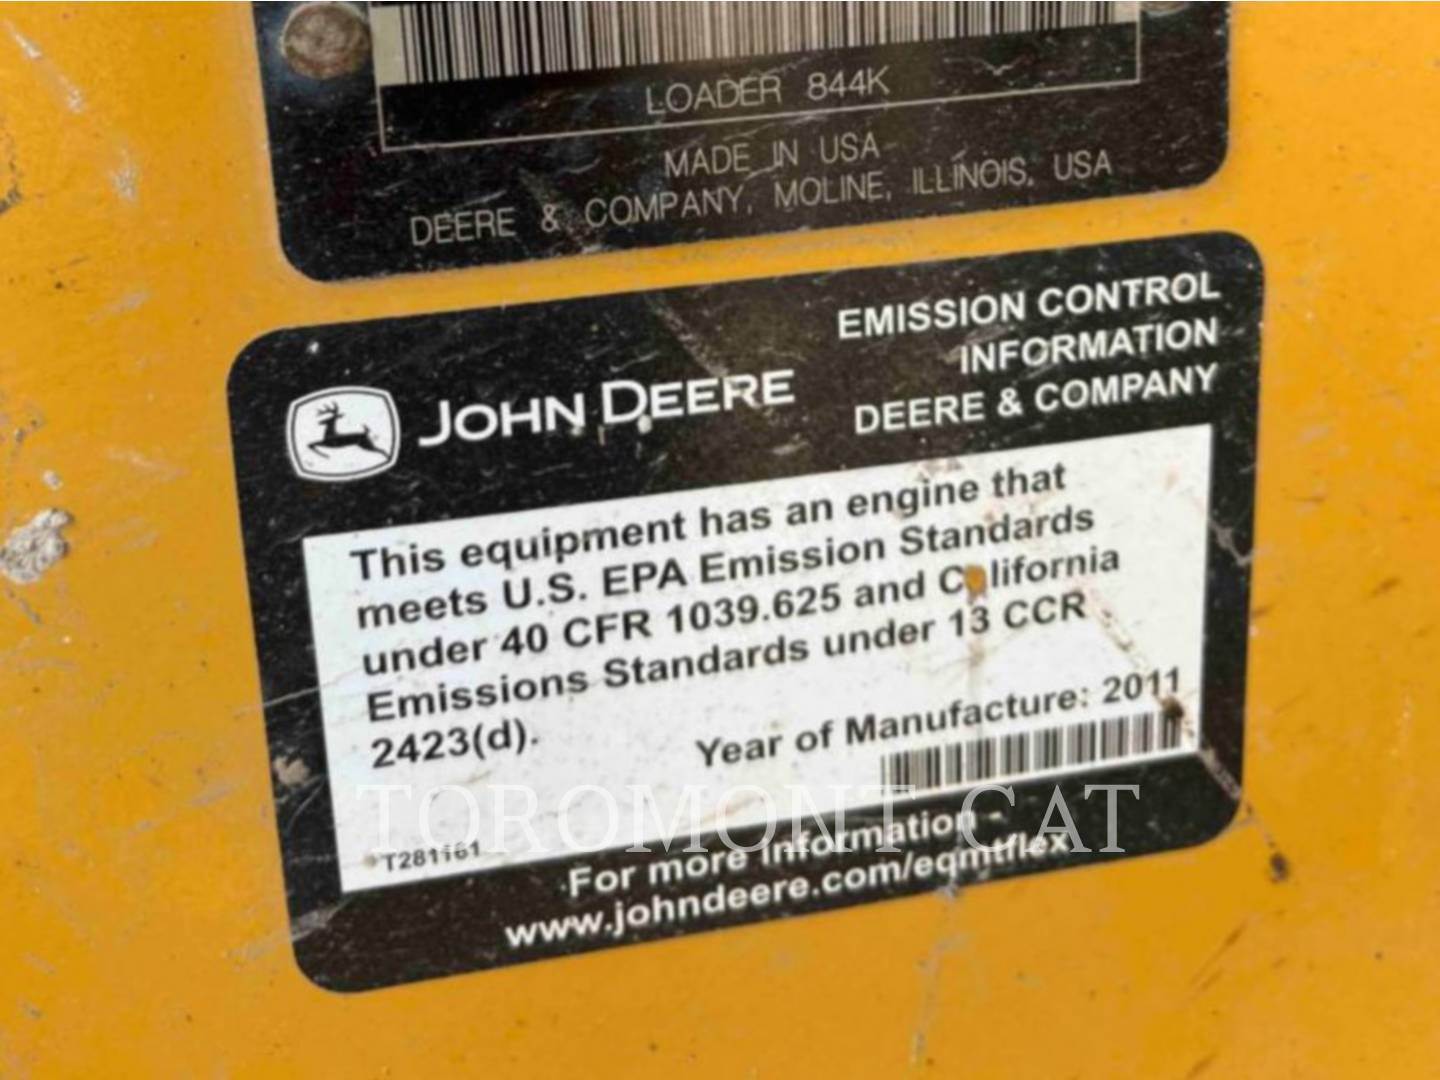 LOADER 844K
MADE IN USA
DEERE & COMPANY, MOLINE, ILLINOIS, USA
JOHN DEERE
EMISSION CONTROL
INFORMATION
DEERE & COMPANY
This equipment has an engine that
meets U.S. EPA Emission Standards
under 40 CFR 1039.625 and California
Emissions Standards under 13 CCR
2423(d).
Year of Manufacture: 2011
T281161
TOROMONT CAT
For more information -
www.johndeere.com/eqmtflex